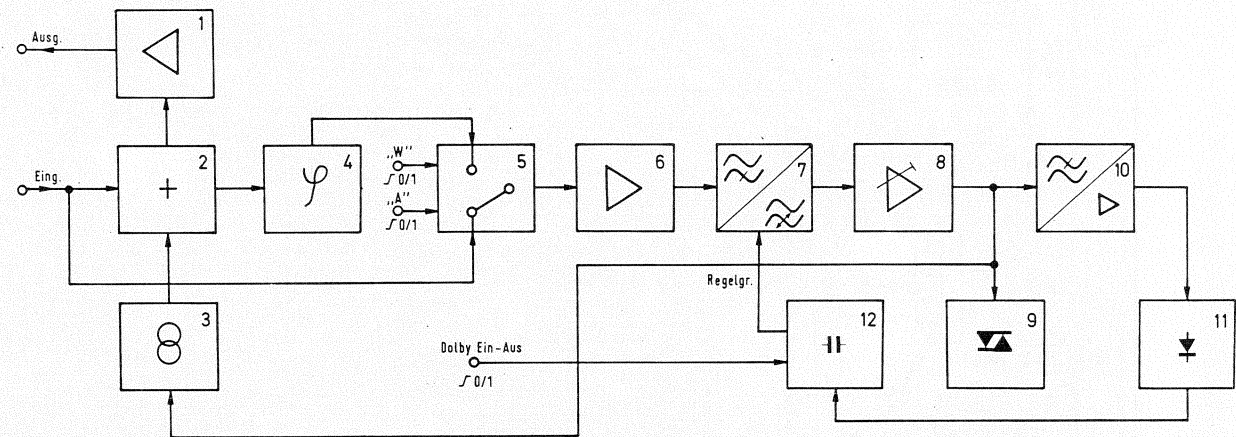 Ausg.
1
Eing.
2
φ
4
„W"
0/1
„A"
0/1
5
6
7
8
10
3
Regelgr.
12
9
11
Dolby Ein-Aus
0/1